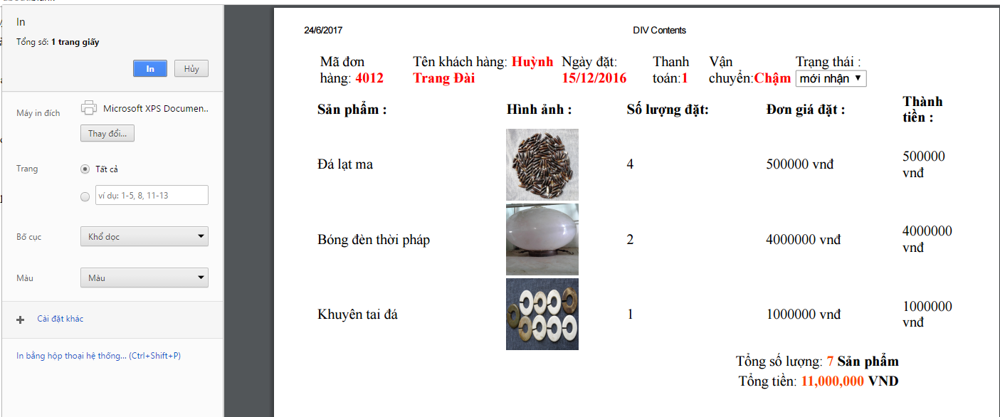 In
Tổng số: 1 trang giấy
In Hủy
Máy in đích Microsoft XPS Documen..
Thay đổi...
Trang Tất cả
ví dụ: 1-5, 8, 11-13
Bố cục Khổ dọc
Màu Màu
Cài đặt khác
In bằng hộp thoại hệ thống... (Ctrl+Shift+P)
24/6/2017 DIV Contents
Mã đơn Tên khách hàng: Huỳnh Ngày đặt: Thanh Vận Trạng thái :
hàng: 4012 Trang Đài 15/12/2016 toán:1 chuyển:Chậm mới nhận
Sản phẩm : Hình ảnh : Số lượng đặt: Đơn giá đặt : Thành
tiền :
Đá lạt ma 4 500000 vnđ 500000
vnđ
Bóng đèn thời pháp 2 4000000 vnđ 4000000
vnđ
Khuyên tai đá 1 1000000 vnđ 1000000
vnđ
Tổng số lượng: 7 Sản phẩm
Tổng tiền: 11,000,000 VND